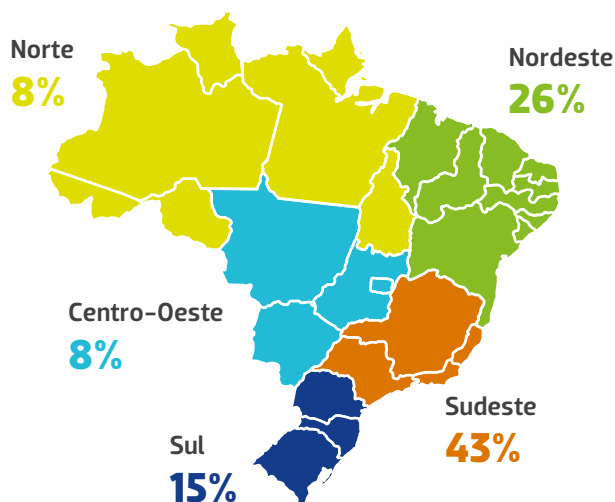 Norte
8%
Nordeste
26%
Centro-Oeste
8%
Sudeste
43%
Sul
15%